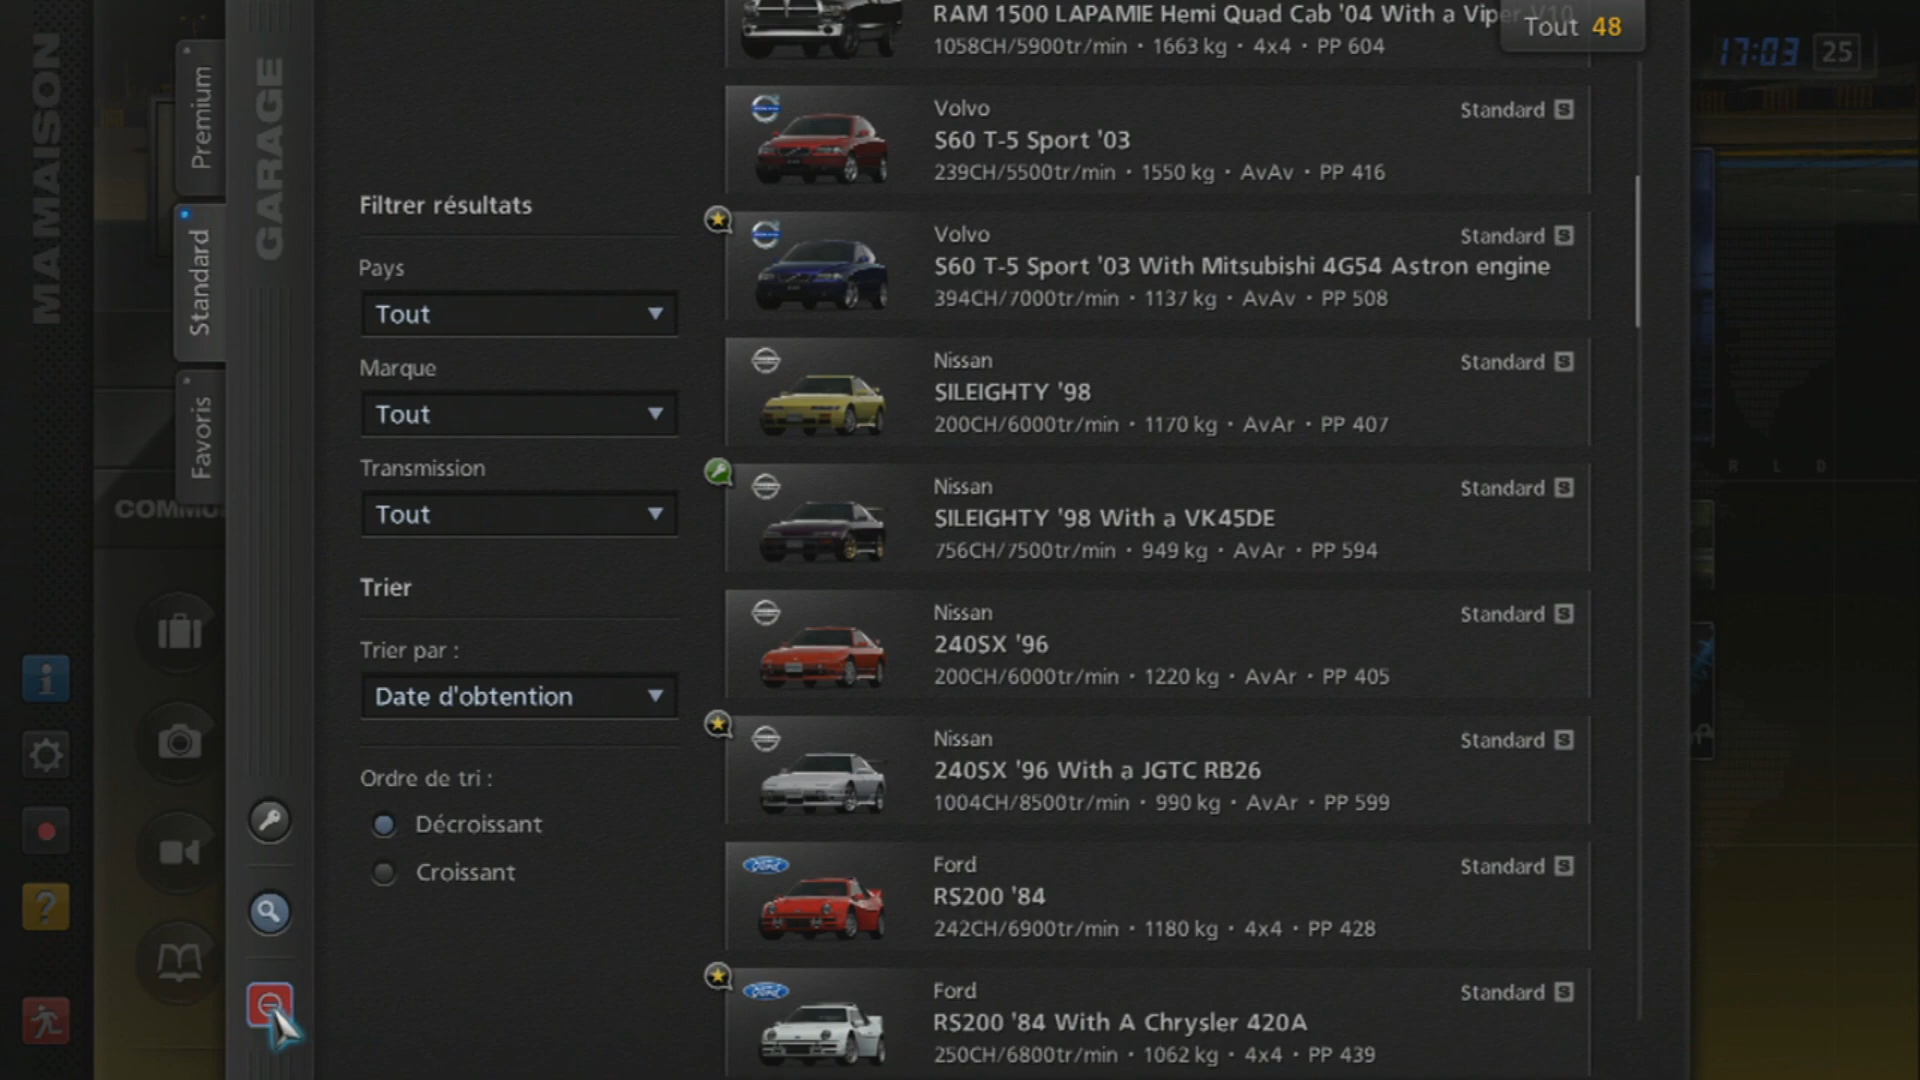 MAMAISON
Premium
Standard
Favoris
GARAGE
Tout 48
17:03 25
RAM 1500 LAPAMIE Hemi Quad Cab '04 With a Viper V10
1058CH/5900tr/min • 1663 kg • 4x4 • PP 604
Volvo
Standard S
S60 T-5 Sport '03
239CH/5500tr/min • 1550 kg • AvAv • PP 416
Volvo
Standard S
S60 T-5 Sport '03 With Mitsubishi 4G54 Astron engine
394CH/7000tr/min • 1137 kg • AvAv • PP 508
Nissan
Standard S
SILEIGHTY '98
200CH/6000tr/min • 1170 kg • AvAr • PP 407
Nissan
Standard S
SILEIGHTY '98 With a VK45DE
756CH/7500tr/min • 949 kg • AvAr • PP 594
Nissan
Standard S
240SX '96
200CH/6000tr/min • 1220 kg • AvAr • PP 405
Nissan
Standard S
240SX '96 With a JGTC RB26
1004CH/8500tr/min • 990 kg • AvAr • PP 599
Ford
Ford
Standard S
RS200 '84
242CH/6900tr/min • 1180 kg • 4x4 • PP 428
Ford
Ford
Standard S
RS200 '84 With A Chrysler 420A
250CH/6800tr/min • 1062 kg • 4x4 • PP 439
Filtrer résultats
Pays
Tout
Marque
Tout
Transmission
Tout
Trier
Trier par :
Date d'obtention
Ordre de tri :
Décroissant
Croissant
COMMU
R L D